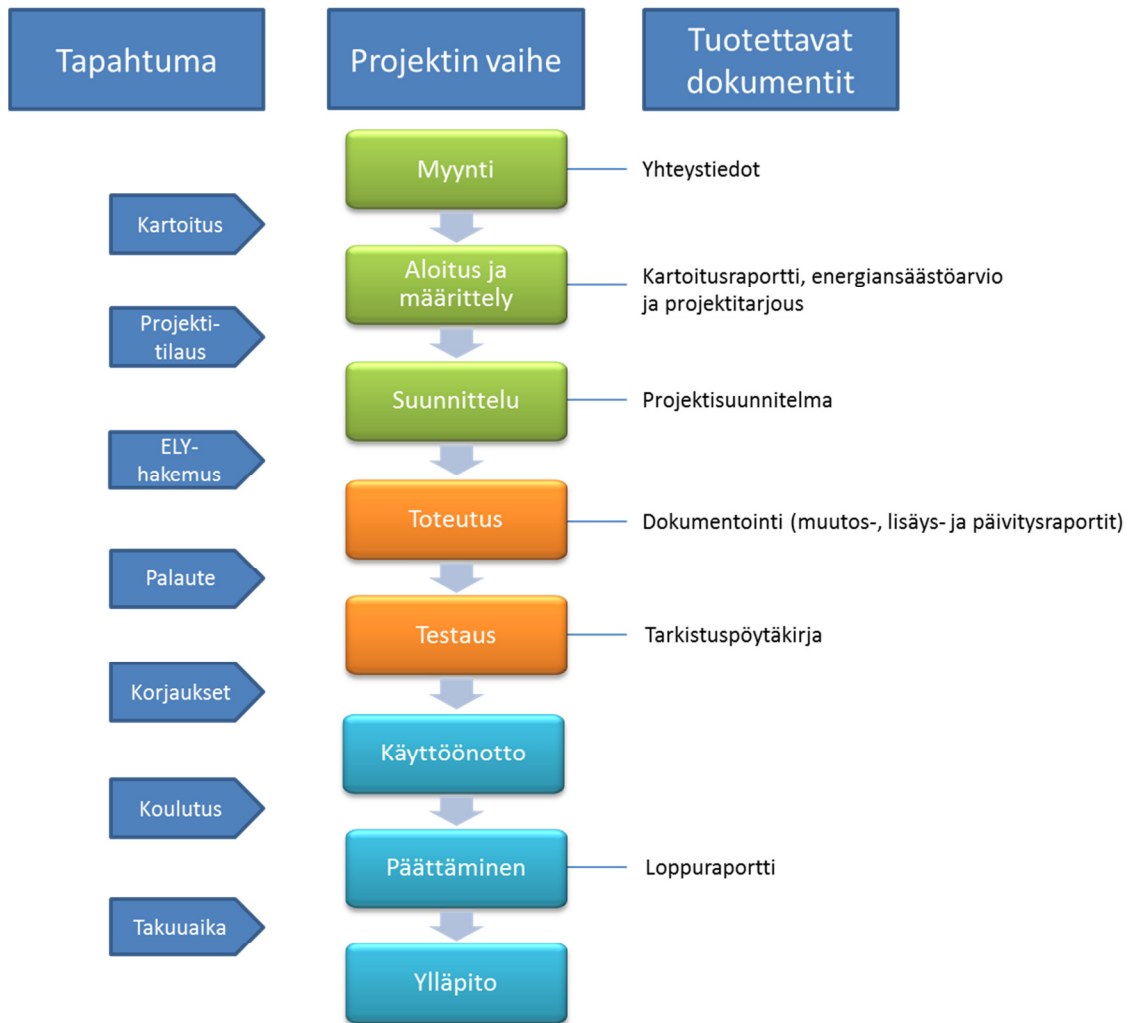 Tapahtuma
Projektin vaihe
Tuotettavat
dokumentit
Myynti
Yhteystiedot
Kartoitus
Aloitus ja
määrittely
Kartoitusraportti, energiansäästöarvio
ja projektitarjous
Projekti-
tilaus
Suunnittelu
Projektisuunnitelma
ELY-
hakemus
Toteutus
Dokumentointi (muutos-, lisäys- ja päivitysraportit)
Palaute
Testaus
Tarkistuspöytäkirja
Korjaukset
Käyttöönotto
Koulutus
Päättäminen
Loppuraportti
Takuuaika
Ylläpito